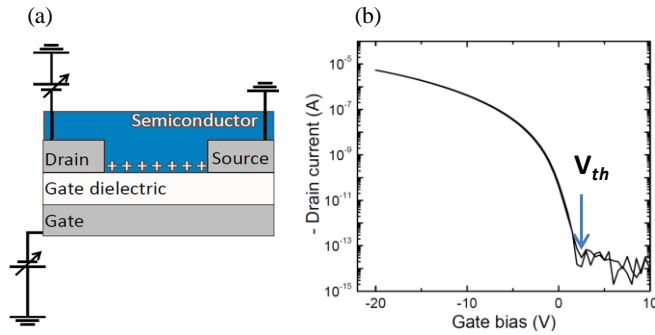 (a)
Semiconductor
Drain
Source
+ + + + + + +
Gate dielectric
Gate
(b)
- Drain current (A)
10⁻⁵
10⁻⁷
10⁻⁹
10⁻¹¹
10⁻¹³
10⁻¹⁵
V_th
-20 -10 0 10
Gate bias (V)